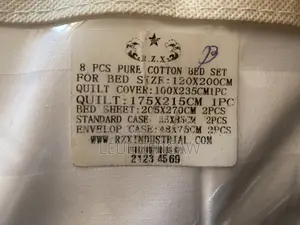 R.Z.X
8 PCS PURE COTTON BED SET
FOR BED SIZE:120X200CM
QUILT COVER:100X235CM1PC
QUILT:175X215CM 1PC
BED SHEET:205X270CM 2PCS
STANDARD CASE: 2PCS
ENVELOP CASE:48X75CM 2PCS
WWW.RZXINDUSTRIAL.COM
2123 4569